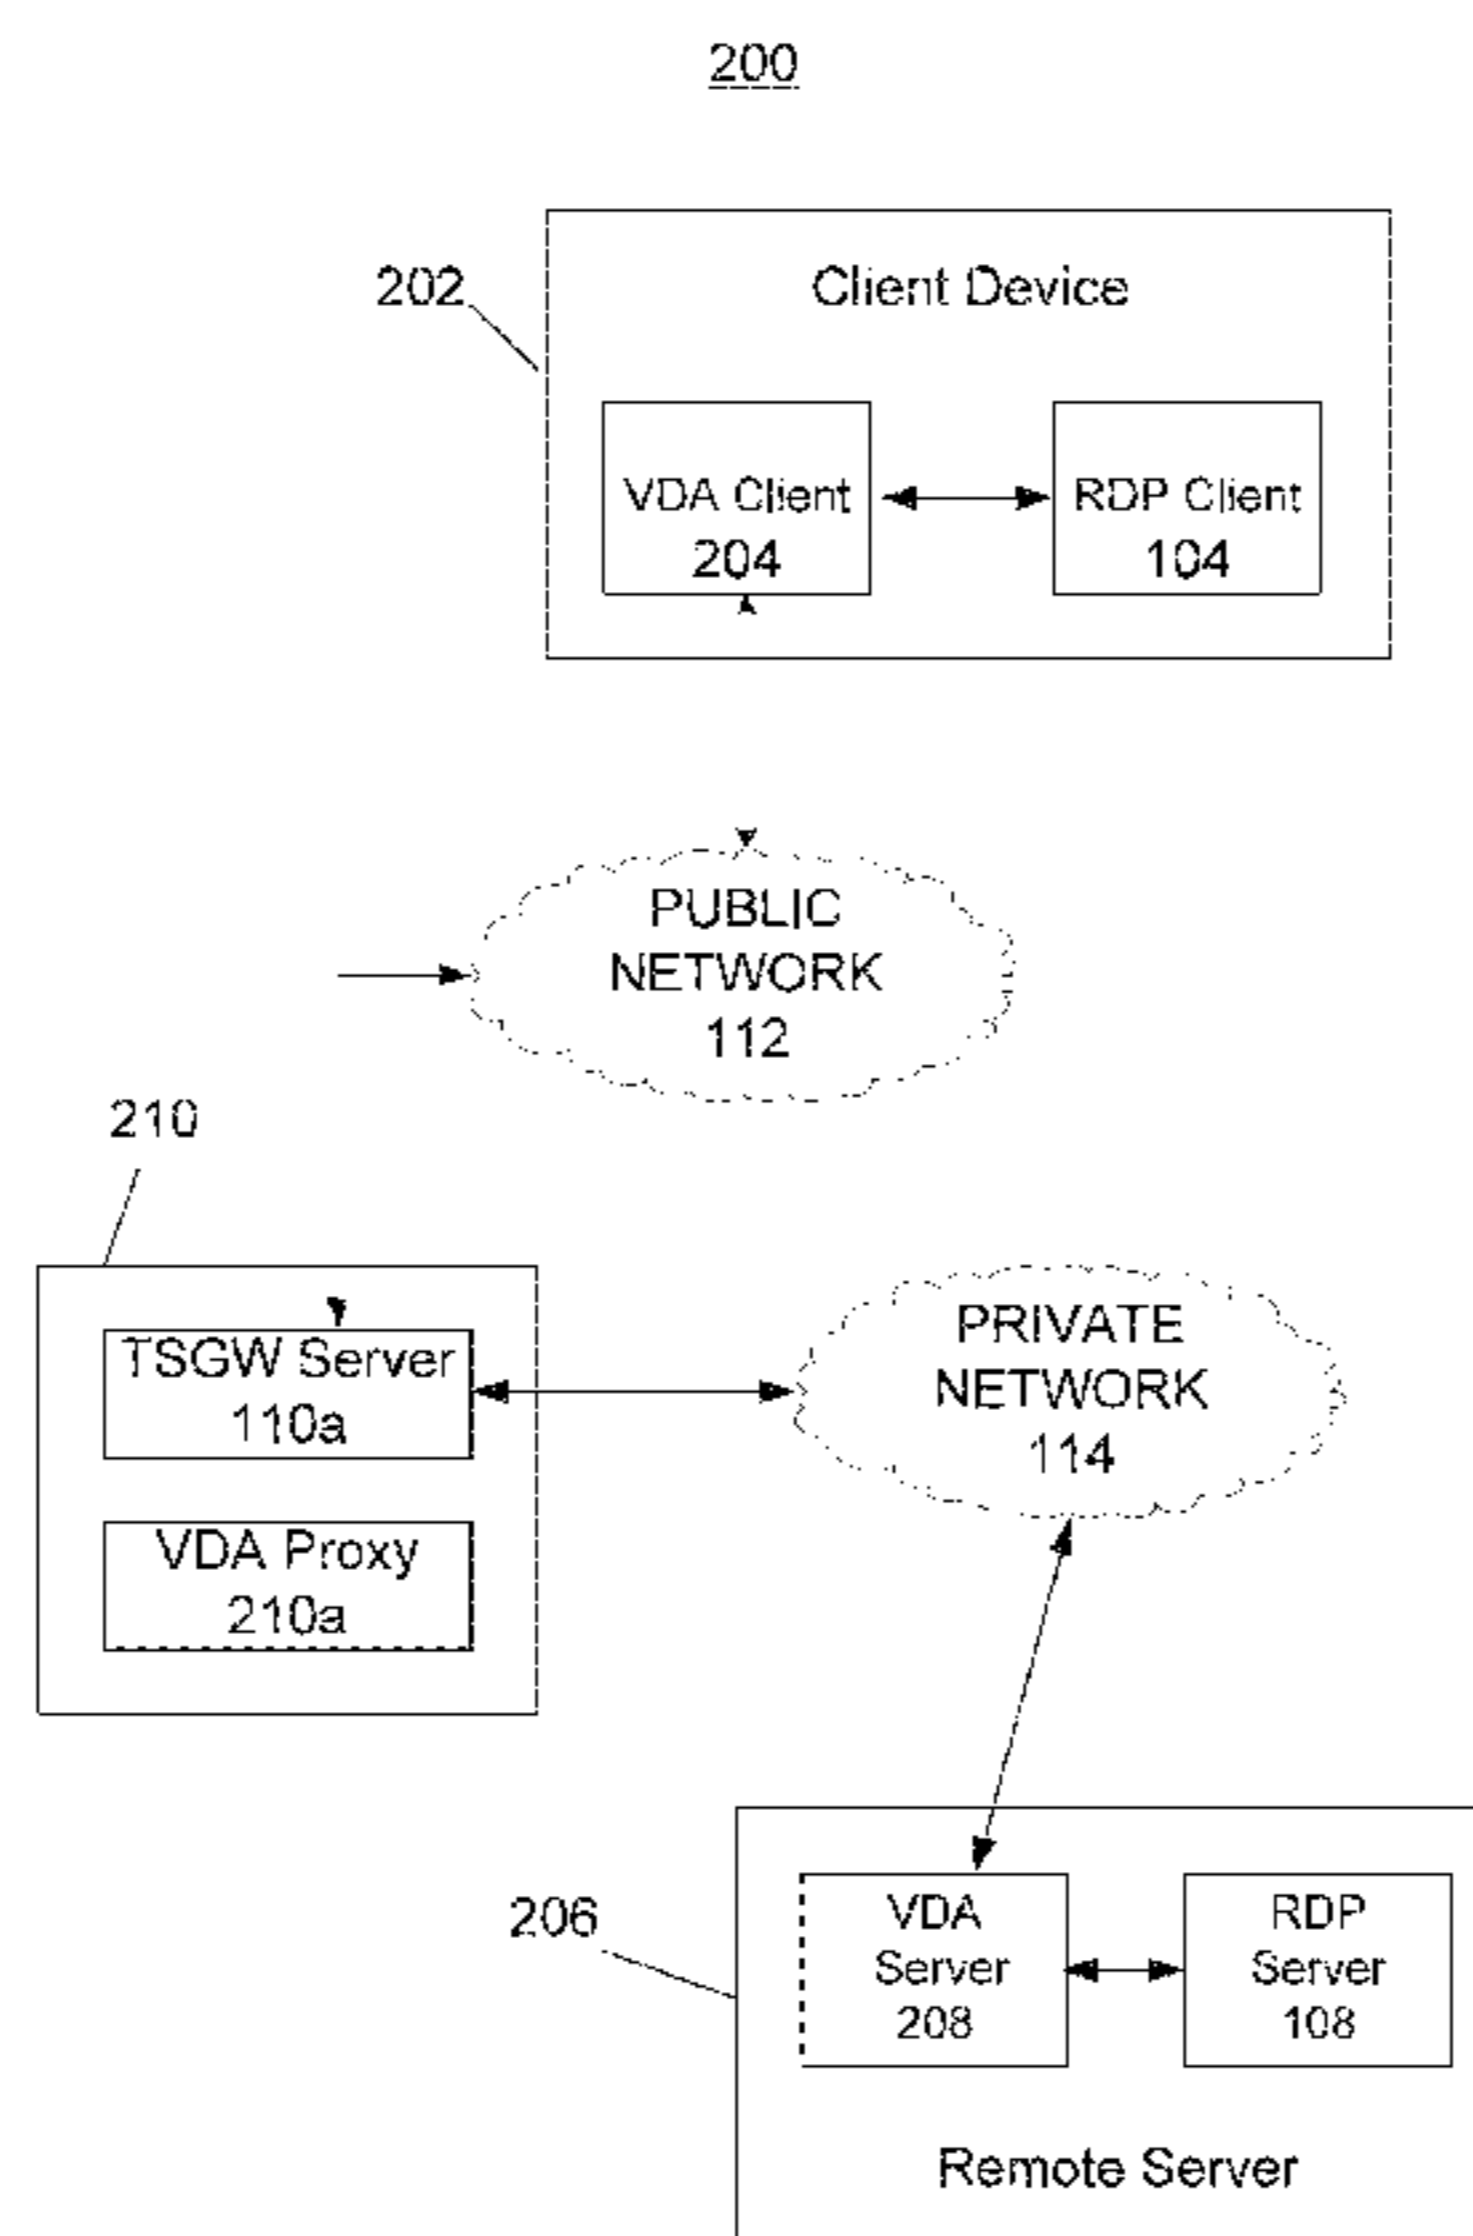 200
202
Client Device
VDA Client
204
RDP Client
104
PUBLIC
NETWORK
112
210
TSGW Server
110a
VDA Proxy
210a
PRIVATE
NETWORK
114
206
VDA
Server
208
RDP
Server
108
Remote Server